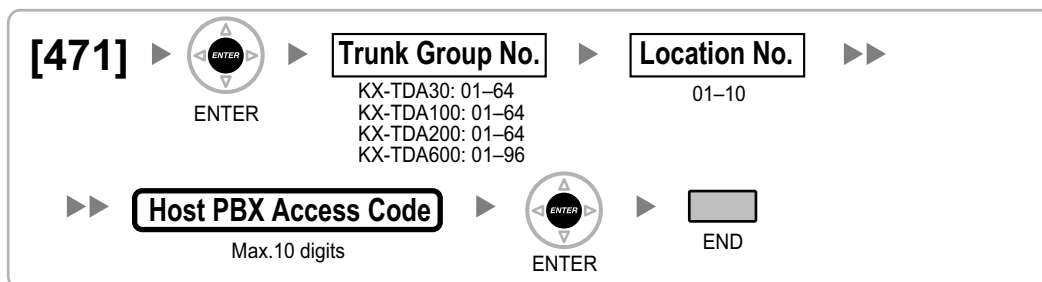 [471] ENTER Trunk Group No. Location No.
ENTER
KX-TDA30: 01–64
KX-TDA100: 01–64
KX-TDA200: 01–64
KX-TDA600: 01–96
01–10
Host PBX Access Code ENTER
Max.10 digits
ENTER
END